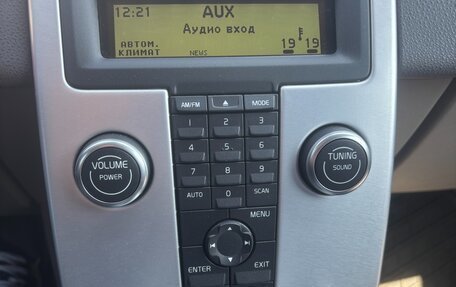 12:21 AUX
Аудио вход
АВТОМ. 19 19
КЛИМАТ NEWS
AM/FM MODE
1 2 3
4 5 6
7 8 9
AUTO 0 SCAN
VOLUME
POWER
TUNING
SOUND
MENU
ENTER EXIT